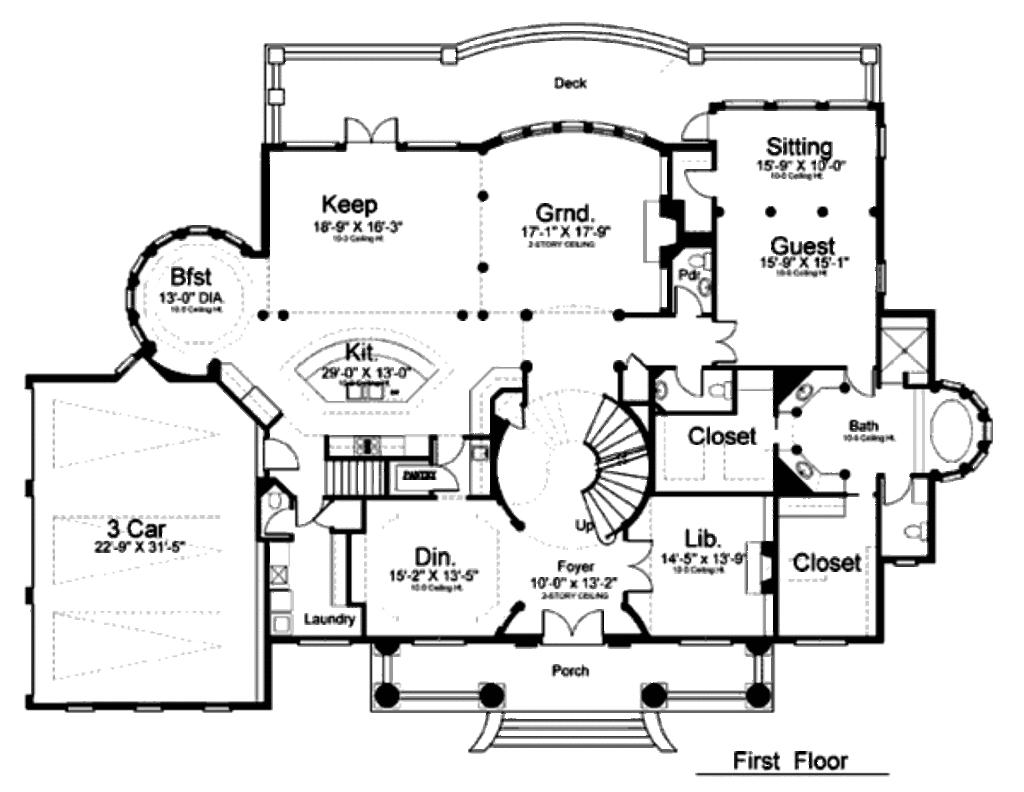 Deck
Sitting
15'-9" X 10'-0"
10-0 Ceiling Ht.
Keep
18'-9" X 16'-3"
10-0 Ceiling Ht.
Grnd.
17'-1" X 17'-9"
2-STORY CEILING
Guest
15'-9" X 15'-1"
10-0 Ceiling Ht.
Bfst
13'-0" DIA.
10-0 Ceiling Ht.
Pdr
Kit.
29'-0" X 13'-0"
10-0 Ceiling Ht.
Closet
Bath
10-0 Ceiling Ht.
PANTRY
3 Car
22'-9" X 31'-5"
Up
Din.
15'-2" X 13'-5"
10-0 Ceiling Ht.
Foyer
10'-0" x 13'-2"
2-STORY CEILING
Lib.
14'-5" x 13'-9"
10-0 Ceiling Ht.
Closet
Laundry
Porch
First Floor